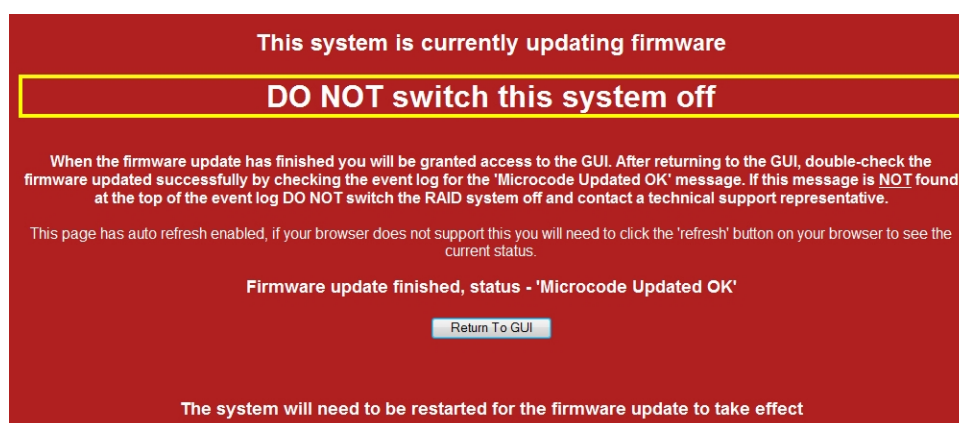 This system is currently updating firmware
DO NOT switch this system off
When the firmware update has finished you will be granted access to the GUI. After returning to the GUI, double-check the
firmware updated successfully by checking the event log for the 'Microcode Updated OK' message. If this message is NOT found
at the top of the event log DO NOT switch the RAID system off and contact a technical support representative.
This page has auto refresh enabled, if your browser does not support this you will need to click the 'refresh' button on your browser to see the
current status.
Firmware update finished, status - 'Microcode Updated OK'
Return To GUI
The system will need to be restarted for the firmware update to take effect